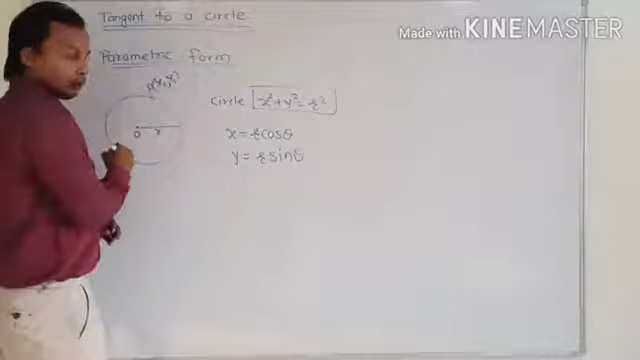 Tangent to a circle
Made with KINEMASTER
Parametric form
P(x₁,y₁)
Circle x²+y²=r²
O r
x = r cosθ
y = r sinθ